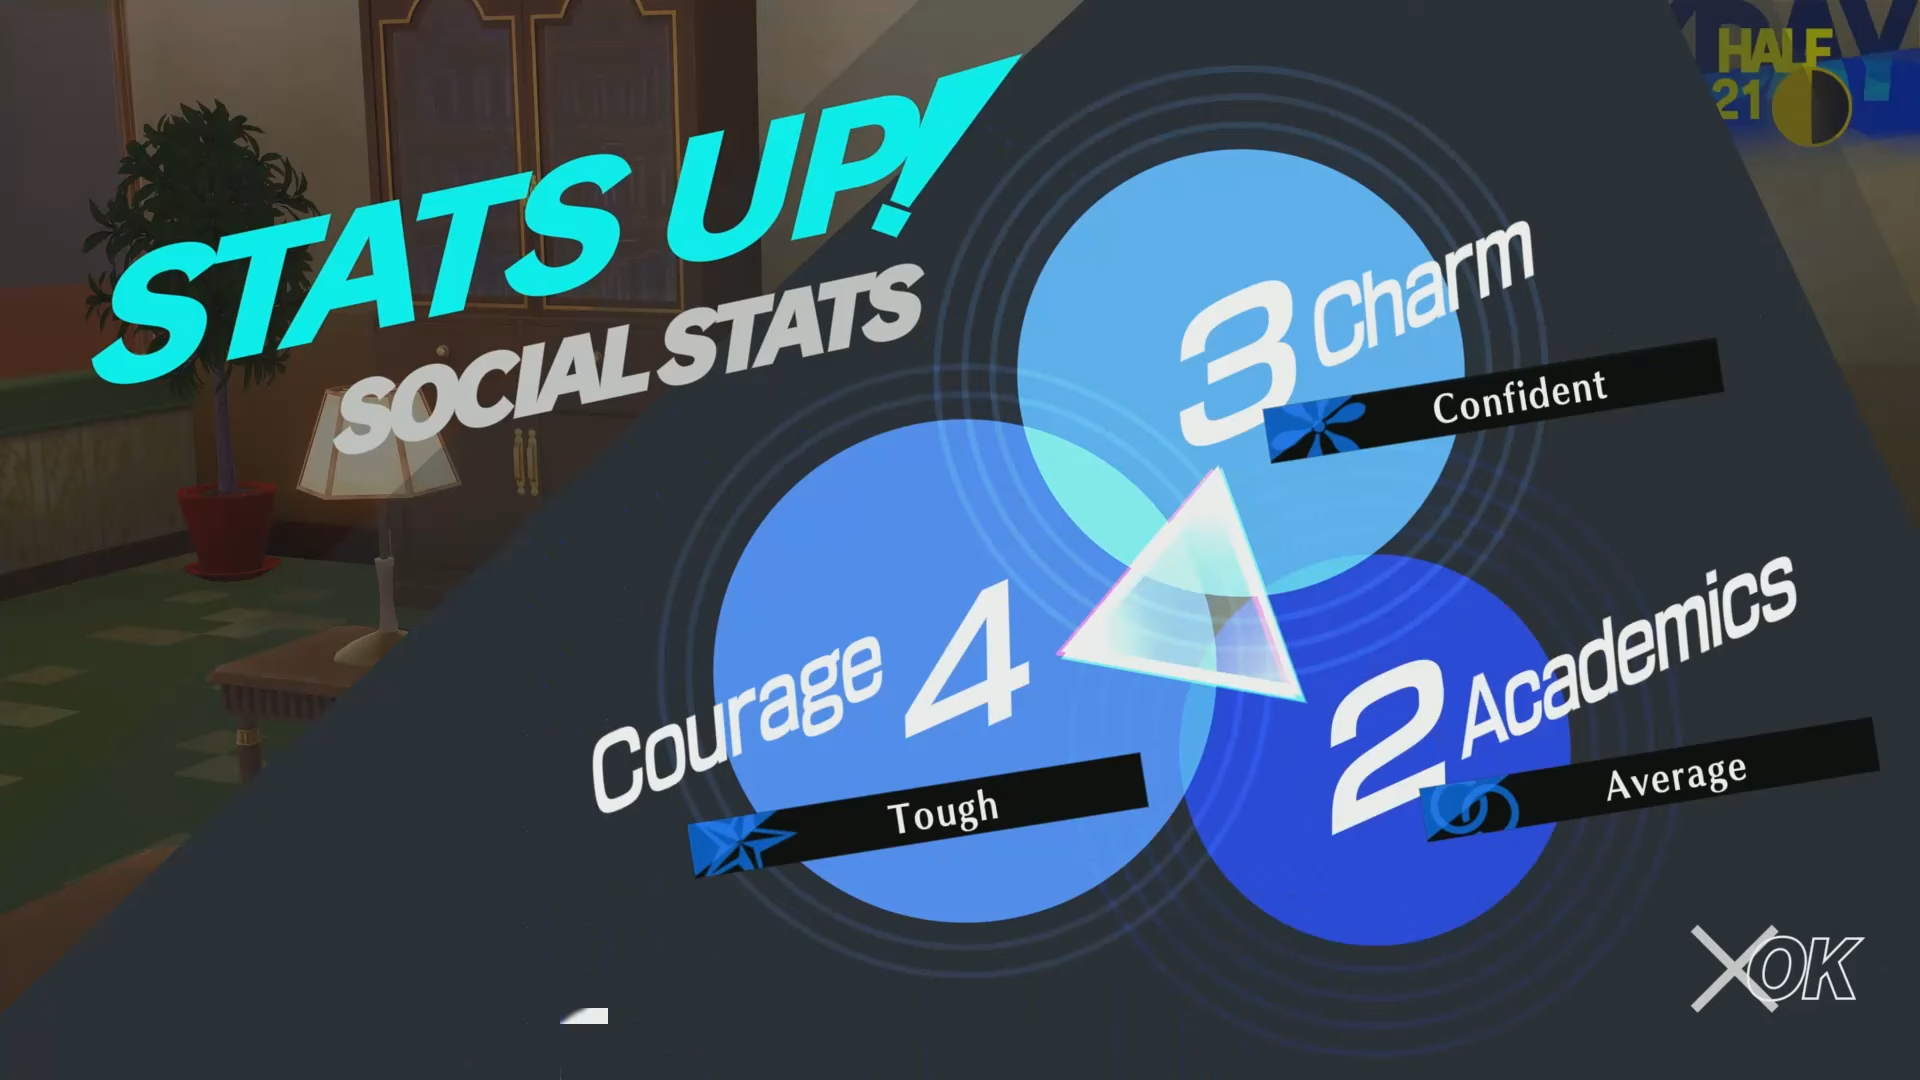 STATS UP!
SOCIAL STATS
HALF
21
3 Charm
Confident
Courage 4
Tough
2 Academics
Average
OK